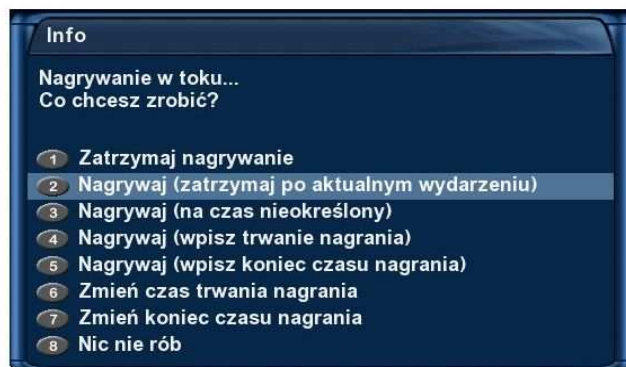 Info
Nagrywanie w toku...
Co chcesz zrobić?
1 Zatrzymaj nagrywanie
2 Nagrywaj (zatrzymaj po aktualnym wydarzeniu)
3 Nagrywaj (na czas nieokreślony)
4 Nagrywaj (wpisz trwanie nagrania)
5 Nagrywaj (wpisz koniec czasu nagrania)
6 Zmień czas trwania nagrania
7 Zmień koniec czasu nagrania
8 Nic nie rób